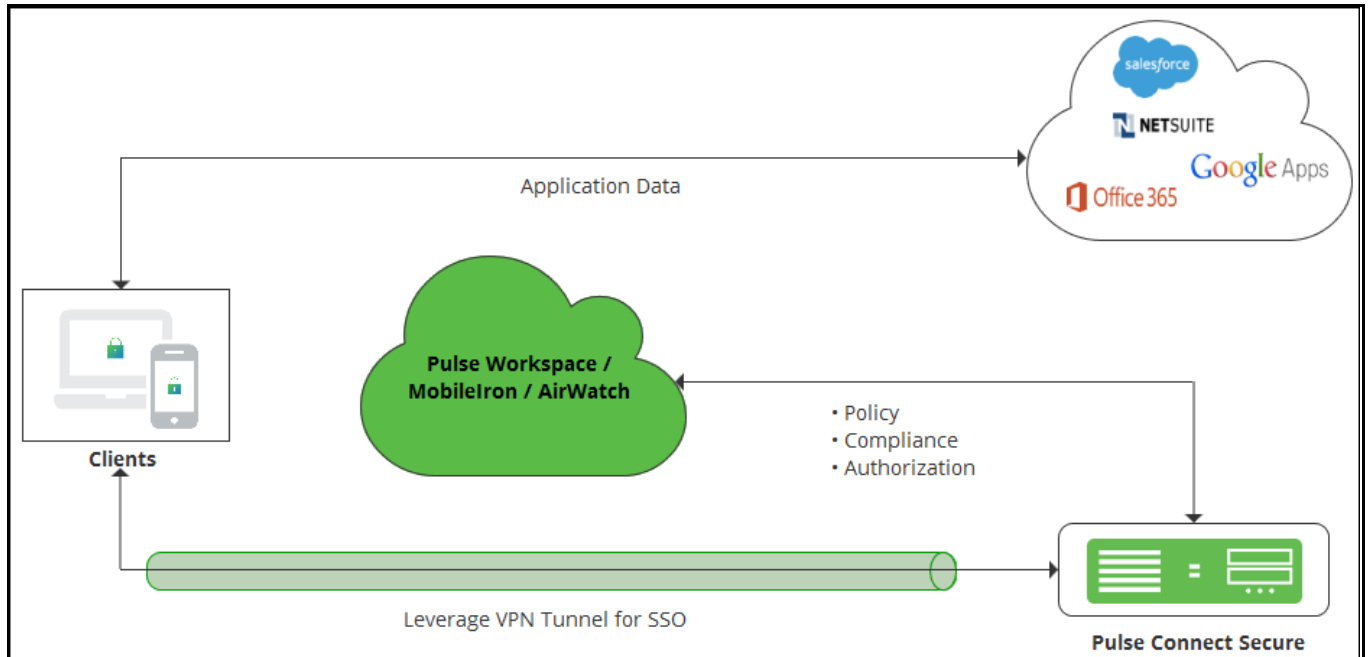 salesforce
NETSUITE
Google Apps
Office 365
Application Data
Pulse Workspace /
MobileIron / AirWatch
• Policy
• Compliance
• Authorization
Clients
Leverage VPN Tunnel for SSO
Pulse Connect Secure